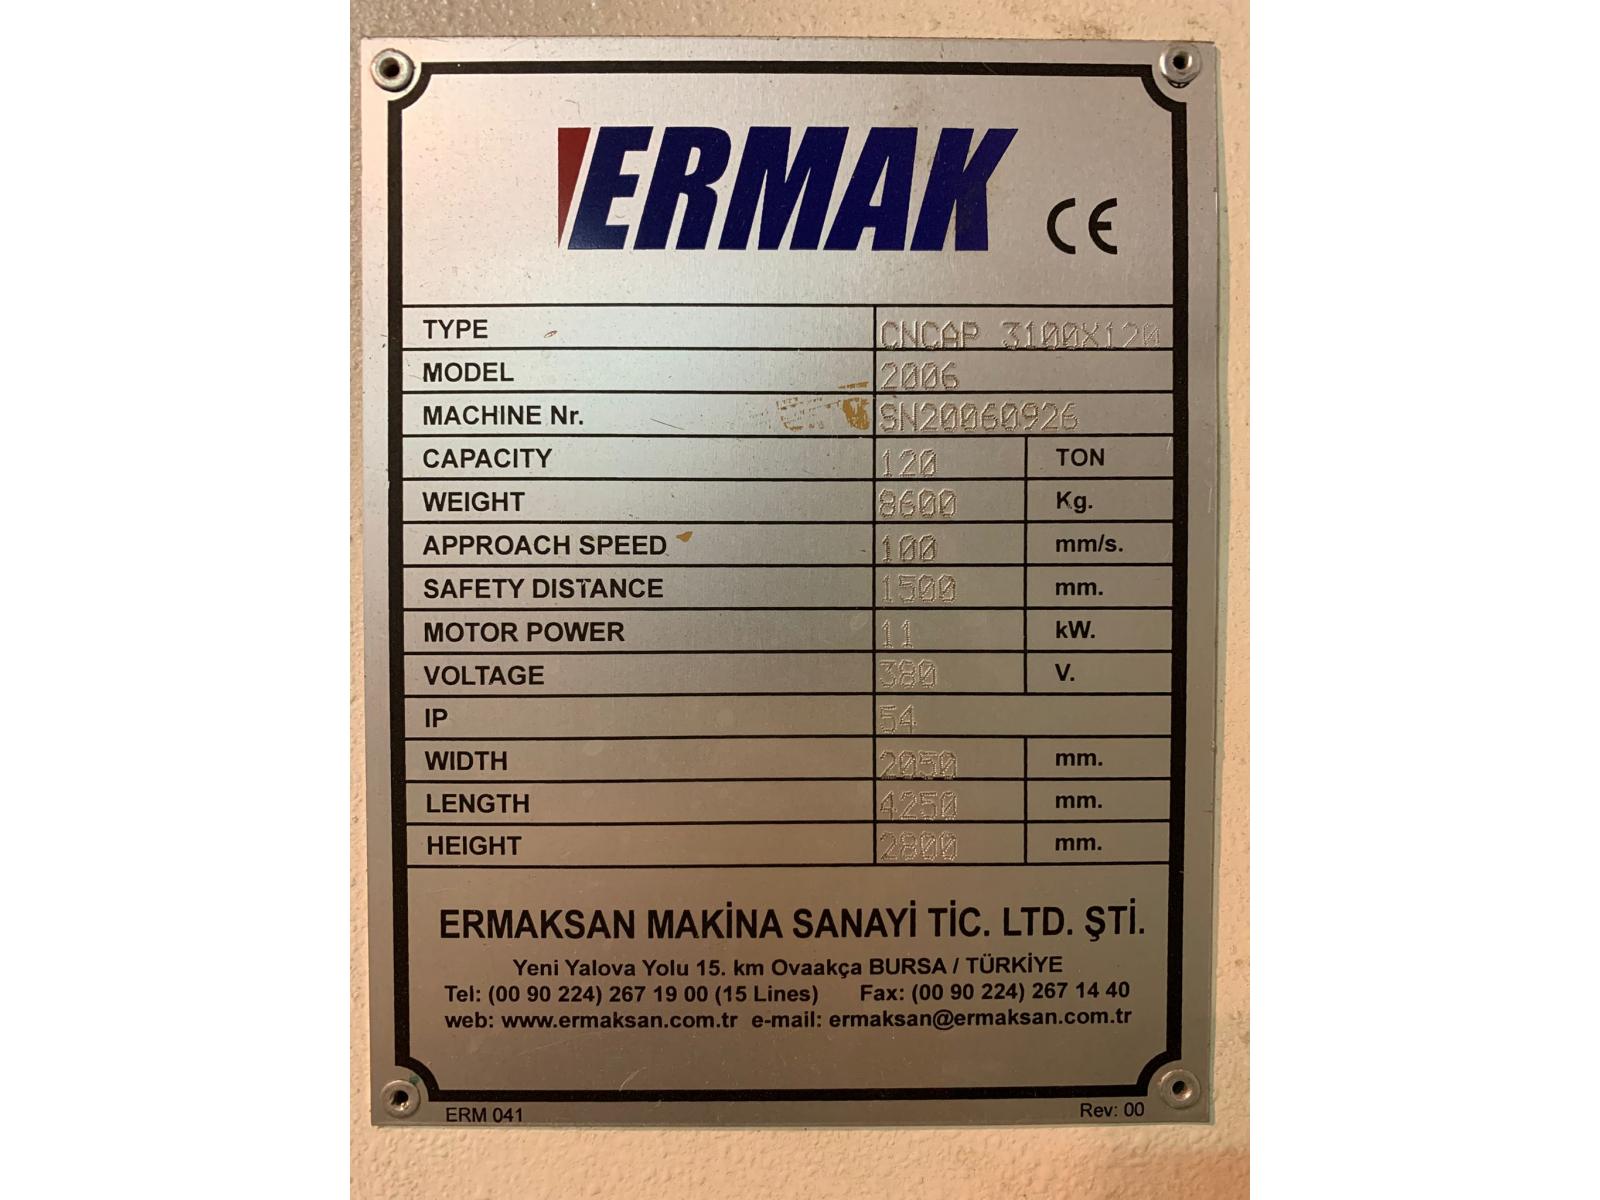 ERMAK CE
TYPE CNCAP 3100X120
MODEL 2006
MACHINE Nr. SN20060926
CAPACITY 120 TON
WEIGHT 8600 Kg.
APPROACH SPEED 100 mm/s.
SAFETY DISTANCE 1500 mm.
MOTOR POWER 11 kW.
VOLTAGE 380 V.
IP 54
WIDTH 2050 mm.
LENGTH 4250 mm.
HEIGHT 2800 mm.
ERMAKSAN MAKİNA SANAYİ TİC. LTD. ŞTİ.
Yeni Yalova Yolu 15. km Ovaakça BURSA / TÜRKİYE
Tel: (00 90 224) 267 19 00 (15 Lines) Fax: (00 90 224) 267 14 40
web: www.ermaksan.com.tr e-mail: ermaksan@ermaksan.com.tr
ERM 041 Rev: 00